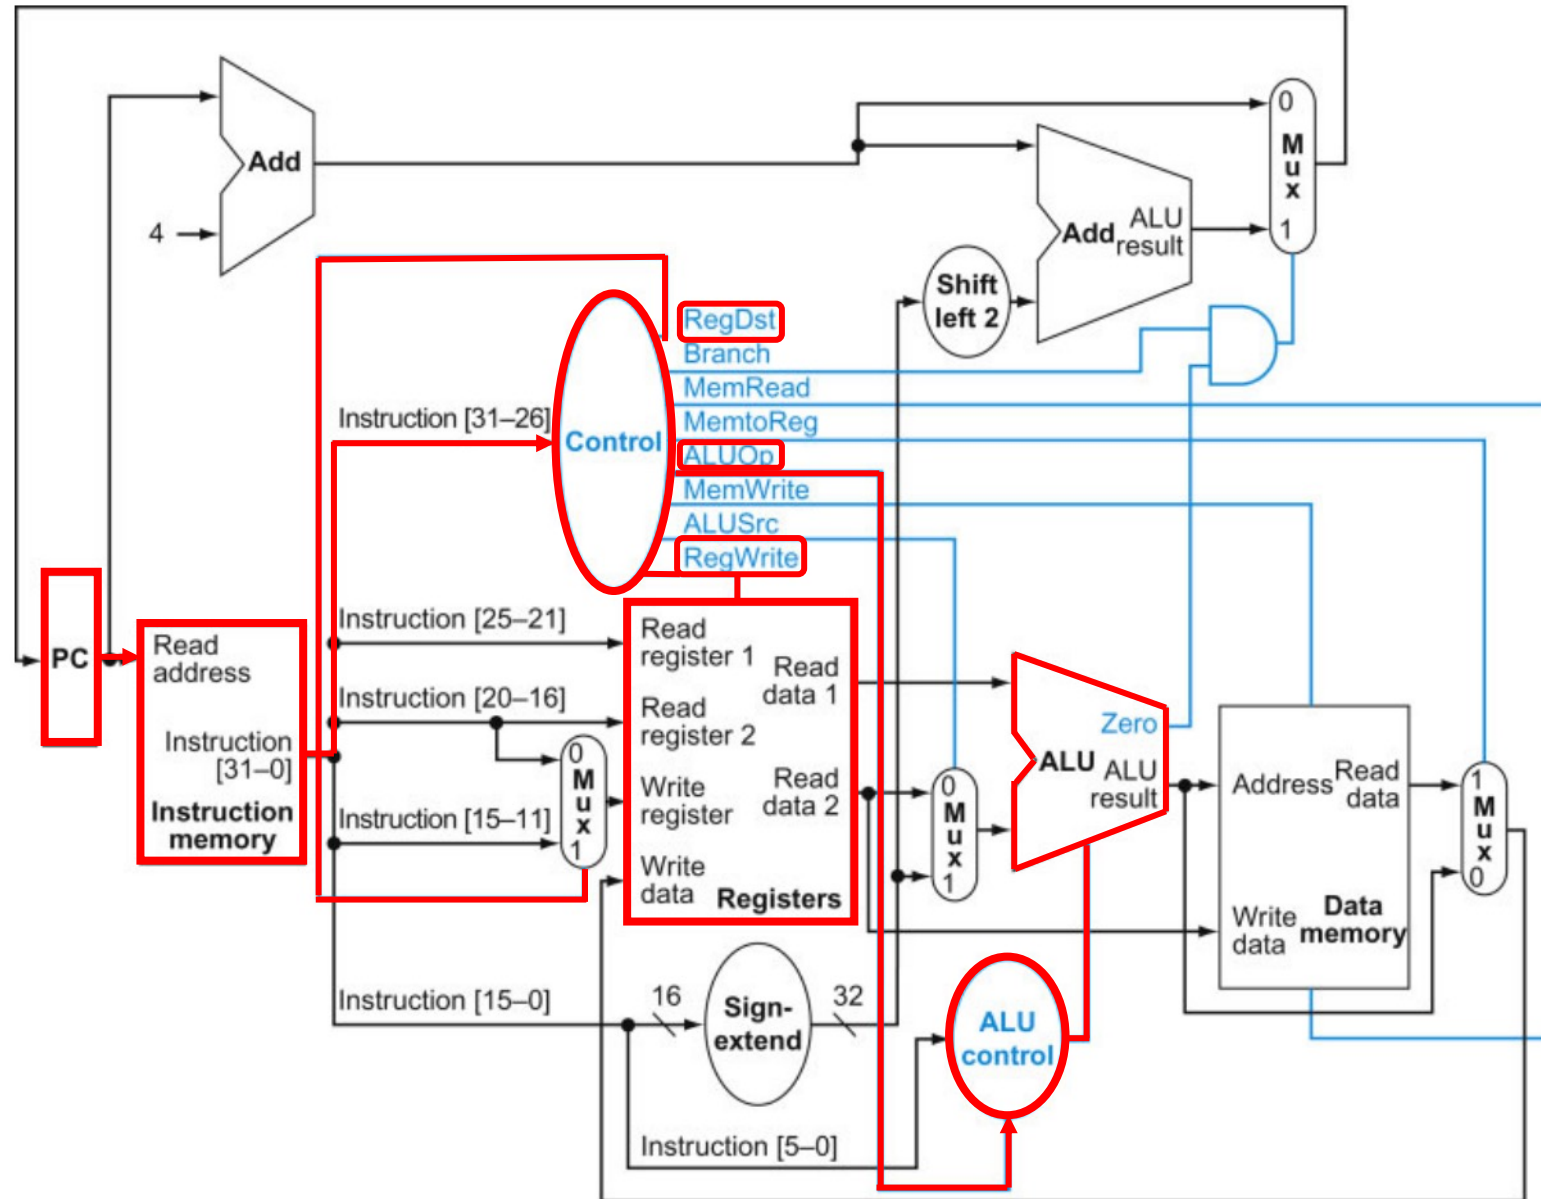 Add
4
Add
ALU
result
0
Mux
1
Shift
left 2
RegDst
Branch
MemRead
MemtoReg
ALUOp
MemWrite
ALUSrc
RegWrite
Control
Instruction [31–26]
PC
Read
address
Instruction
[31–0]
Instruction
memory
Instruction [25–21]
Instruction [20–16]
Instruction [15–11]
0
Mux
1
Read
register 1
Read
register 2
Write
register
Write
data
Read
data 1
Read
data 2
Registers
0
Mux
1
Zero
ALU
ALU
result
Address
Read
data
Write
data
Data
memory
1
Mux
0
Instruction [15–0]
16
Sign-
extend
32
ALU
control
Instruction [5–0]